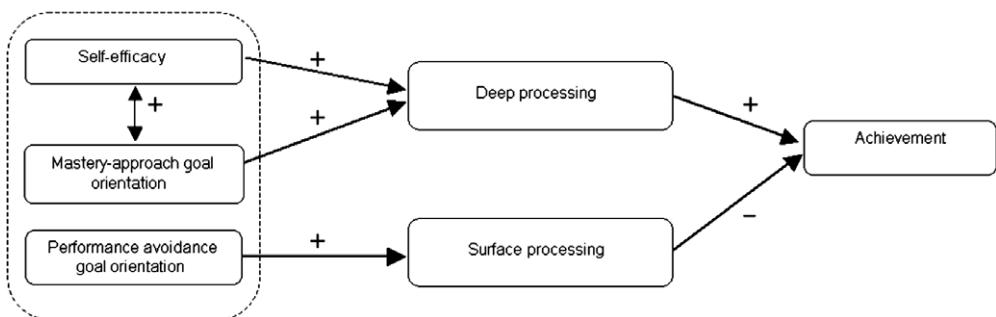 Self-efficacy
+
+
Mastery-approach goal
orientation
+
Performance avoidance
goal orientation
+
Deep processing
Surface processing
+
−
Achievement